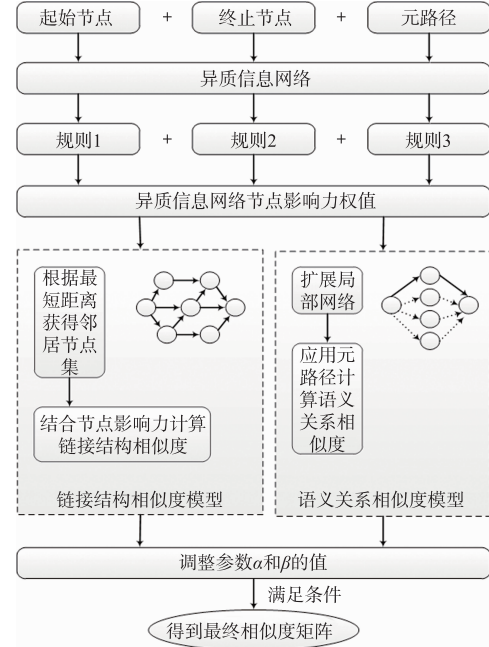 起始节点 + 终止节点 + 元路径
异质信息网络
规则1 + 规则2 + 规则3
异质信息网络节点影响力权值
根据最
短距离
获得邻
居节点
集
结合节点影响力计算
链接结构相似度
链接结构相似度模型
扩展局
部网络
应用元
路径计
算语义
关系相
似度
语义关系相似度模型
调整参数α和β的值
满足条件
得到最终相似度矩阵